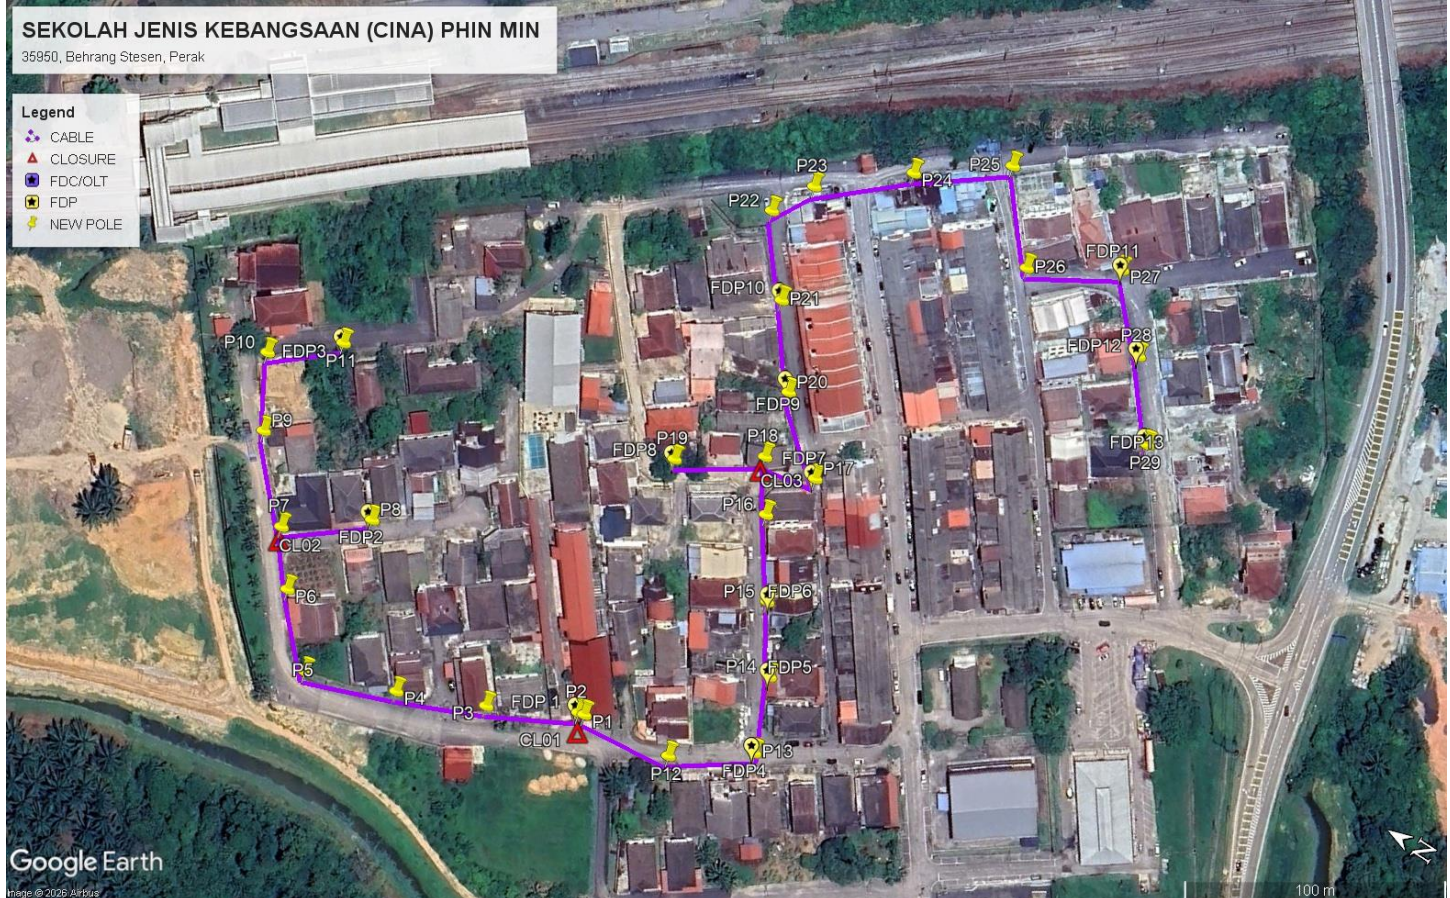 SEKOLAH JENIS KEBANGSAAN (CINA) PHIN MIN
35950, Behrang Stesen, Perak
Legend
CABLE
CLOSURE
FDC/OLT
FDP
NEW POLE
P23
P24
P25
P22
FDP11
P26
P27
FDP10
P21
P10
FDP3
P11
P28
FDP12
P20
FDP9
P9
P19
P18
FDP8
FDP7
P17
CL03
FDP13
P29
P7
P8
P16
CL02
FDP2
P6
P15
FDP6
P5
P14
FDP5
P4
FDP 1
P2
P3
P1
CL01
P12
P13
FDP4
Google Earth
Image © 2026 Airbus
N
100 m